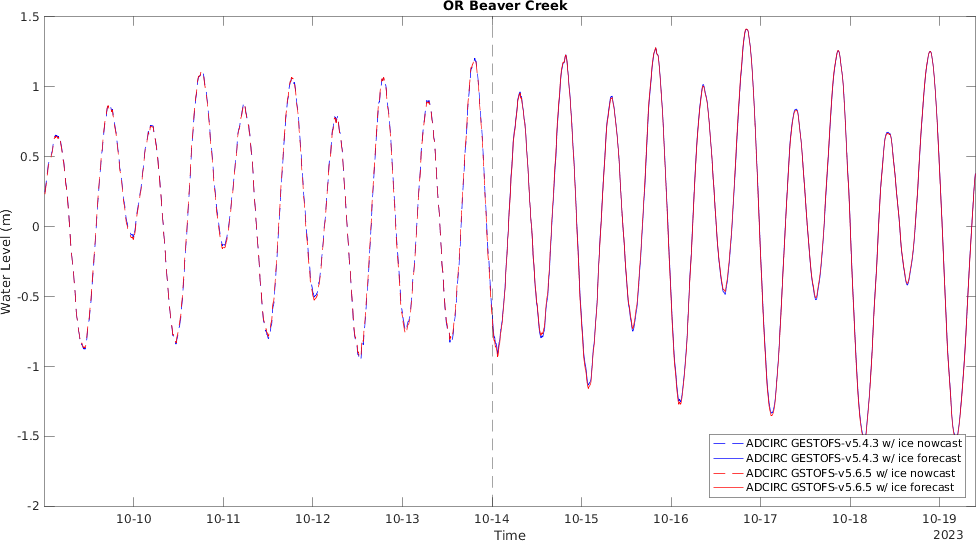 OR Beaver Creek
1.5
1
0.5
0
-0.5
-1
-1.5
-2
Water Level (m)
ADCIRC GESTOFS-v5.4.3 w/ ice nowcast
ADCIRC GESTOFS-v5.4.3 w/ ice forecast
ADCIRC GSTOFS-v5.6.5 w/ ice nowcast
ADCIRC GSTOFS-v5.6.5 w/ ice forecast
10-10 10-11 10-12 10-13 10-14 10-15 10-16 10-17 10-18 10-19
Time
2023